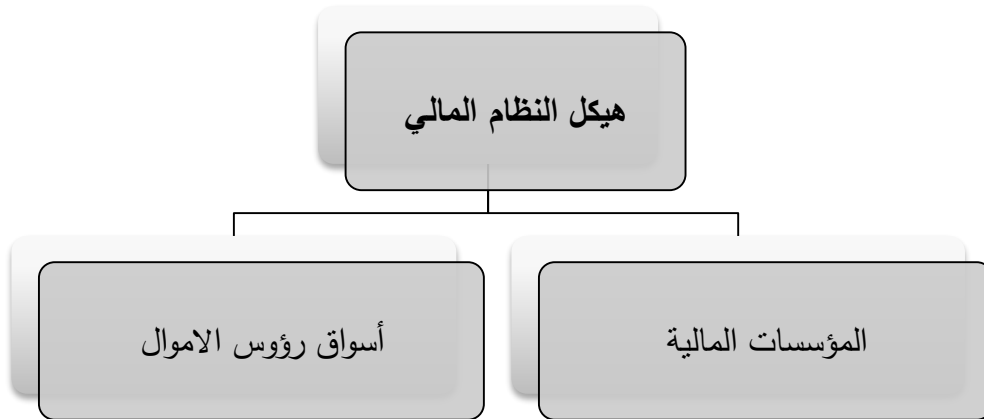 هيكل النظام المالي
المؤسسات المالية
أسواق رؤوس الاموال